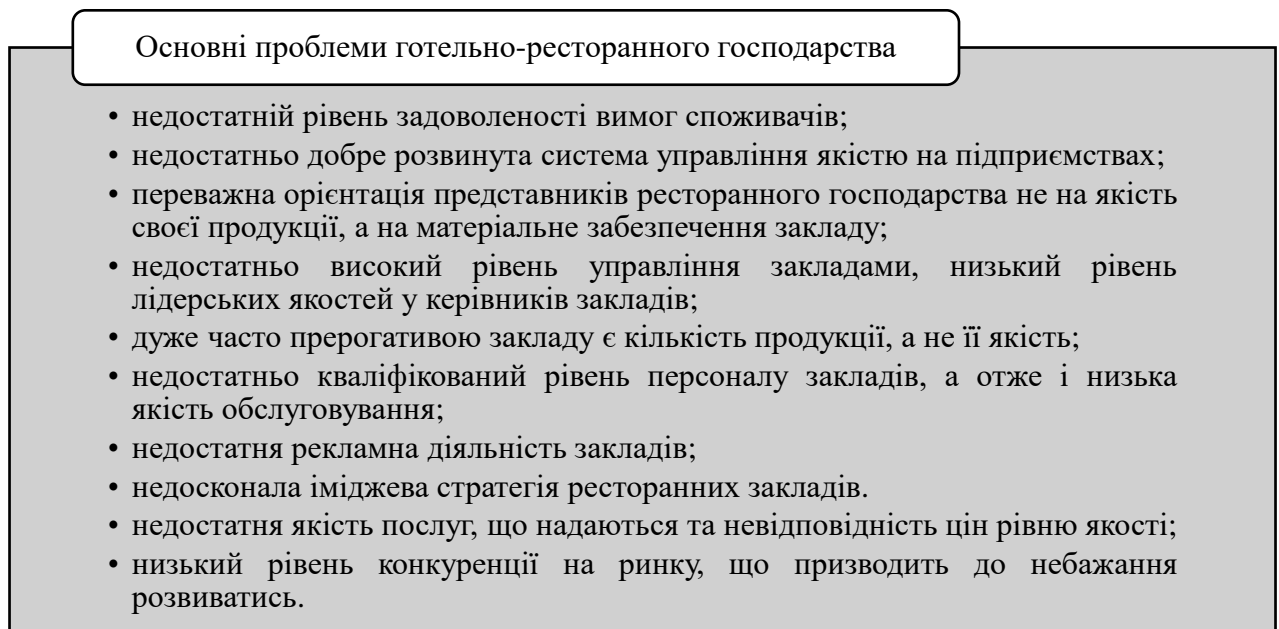 Основні проблеми готельно-ресторанного господарства
• недостатній рівень задоволеності вимог споживачів;
• недостатньо добре розвинута система управління якістю на підприємствах;
• переважна орієнтація представників ресторанного господарства не на якість
своєї продукції, а на матеріальне забезпечення закладу;
• недостатньо високий рівень управління закладами, низький рівень
лідерських якостей у керівників закладів;
• дуже часто прерогативою закладу є кількість продукції, а не її якість;
• недостатньо кваліфікований рівень персоналу закладів, а отже і низька
якість обслуговування;
• недостатня рекламна діяльність закладів;
• недосконала іміджева стратегія ресторанних закладів.
• недостатня якість послуг, що надаються та невідповідність цін рівню якості;
• низький рівень конкуренції на ринку, що призводить до небажання
розвиватись.